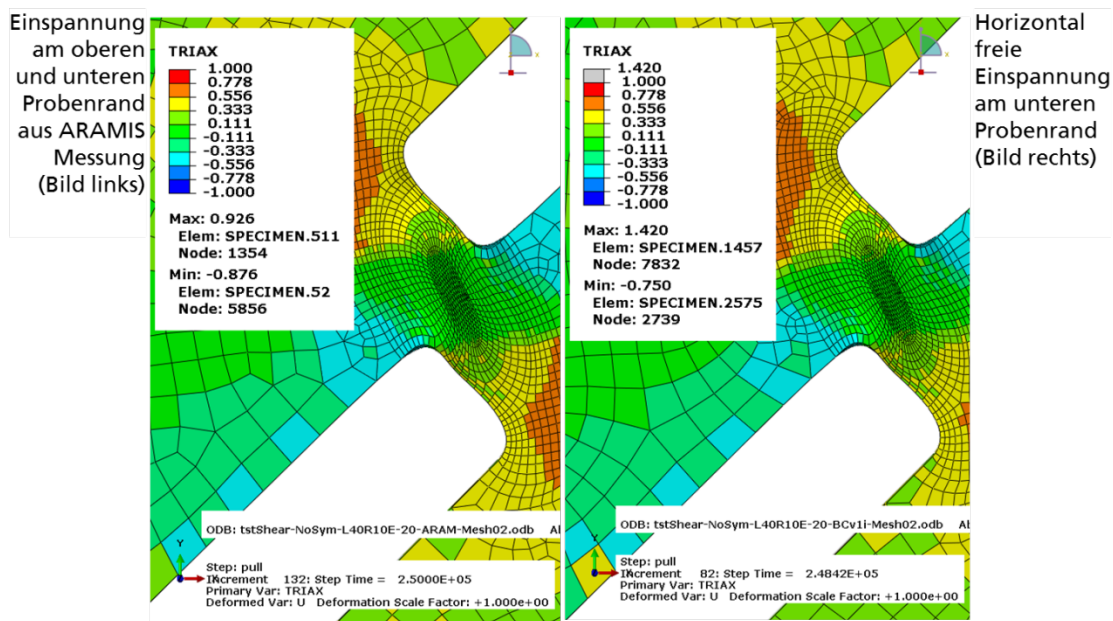 Einspannung
am oberen
und unteren
Probenrand
aus ARAMIS
Messung
(Bild links)
TRIAX
1.000
0.778
0.556
0.333
0.111
-0.111
-0.333
-0.556
-0.778
-1.000
Max: 0.926
Elem: SPECIMEN.511
Node: 1354
Min: -0.876
Elem: SPECIMEN.52
Node: 5856
x
ODB: tstShear-NoSym-L40R10E-20-ARAM-Mesh02.odb
Y
Step: pull
Increment 132: Step Time = 2.5000E+05
Primary Var: TRIAX
Deformed Var: U Deformation Scale Factor: +1.000e+00
TRIAX
1.420
1.000
0.778
0.556
0.333
0.111
-0.111
-0.333
-0.556
-0.778
-1.000
Max: 1.420
Elem: SPECIMEN.1457
Node: 7832
Min: -0.750
Elem: SPECIMEN.2575
Node: 2739
x
ODB: tstShear-NoSym-L40R10E-20-BCv1i-Mesh02.odb
Y
Step: pull
Increment 82: Step Time = 2.4842E+05
Primary Var: TRIAX
Deformed Var: U Deformation Scale Factor: +1.000e+00
Horizontal
freie
Einspannung
am unteren
Probenrand
(Bild rechts)